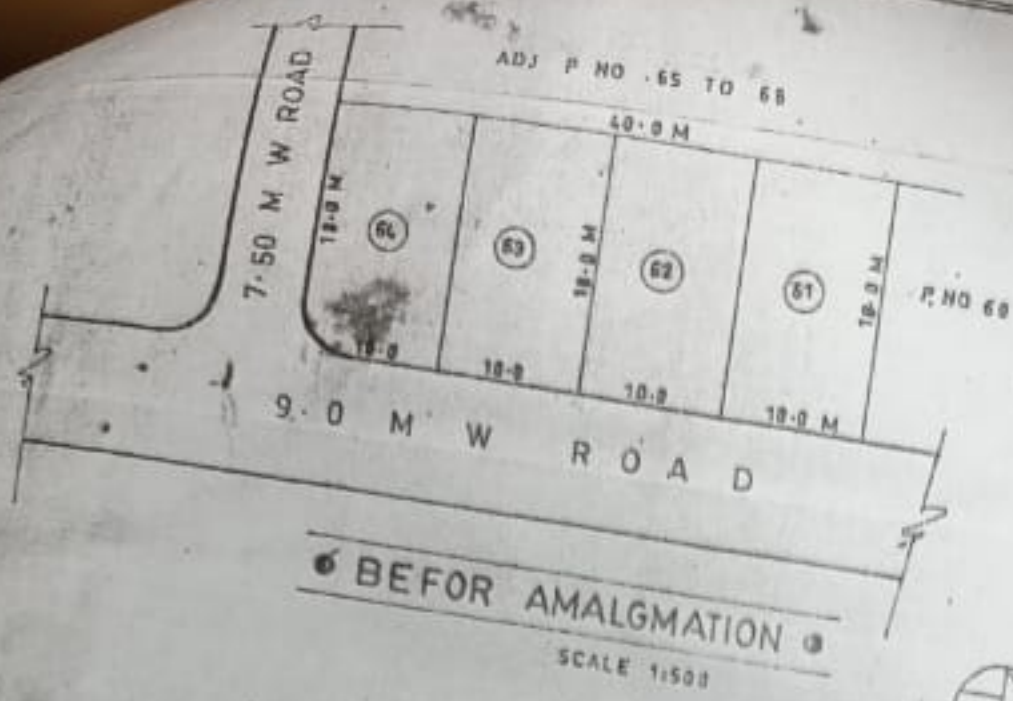 ADJ P NO .65 TO 68
40.0 M
7.50 M W ROAD
18.0 M
64
63
18.0 M
62
61
18.0 M
P. NO 60
10.0
10.0
10.0
10.0 M
9.0 M W ROAD
BEFOR AMALGMATION
SCALE 1:500